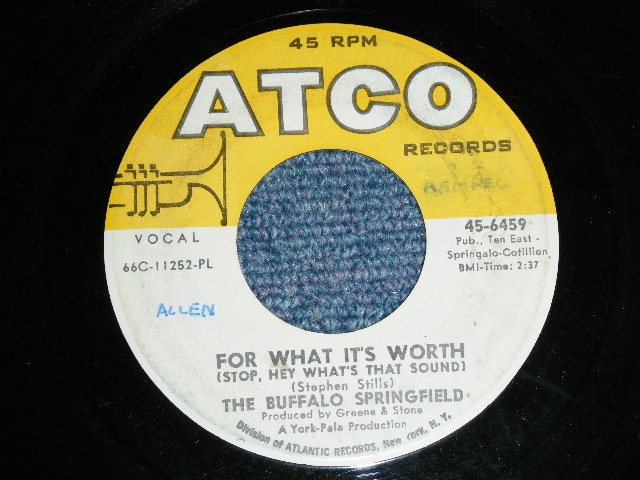 45 RPM
ATCO
RECORDS
VOCAL
66C-11252-PL
45-6459
Pub., Ten East -
Springalo-Cotillion,
BMI-Time: 2:37
ALLEN
FOR WHAT IT'S WORTH
(STOP, HEY WHAT'S THAT SOUND)
(Stephen Stills)
THE BUFFALO SPRINGFIELD
Produced by Greene & Stone
A York-Pala Production
Division of ATLANTIC RECORDS, New York, N. Y.